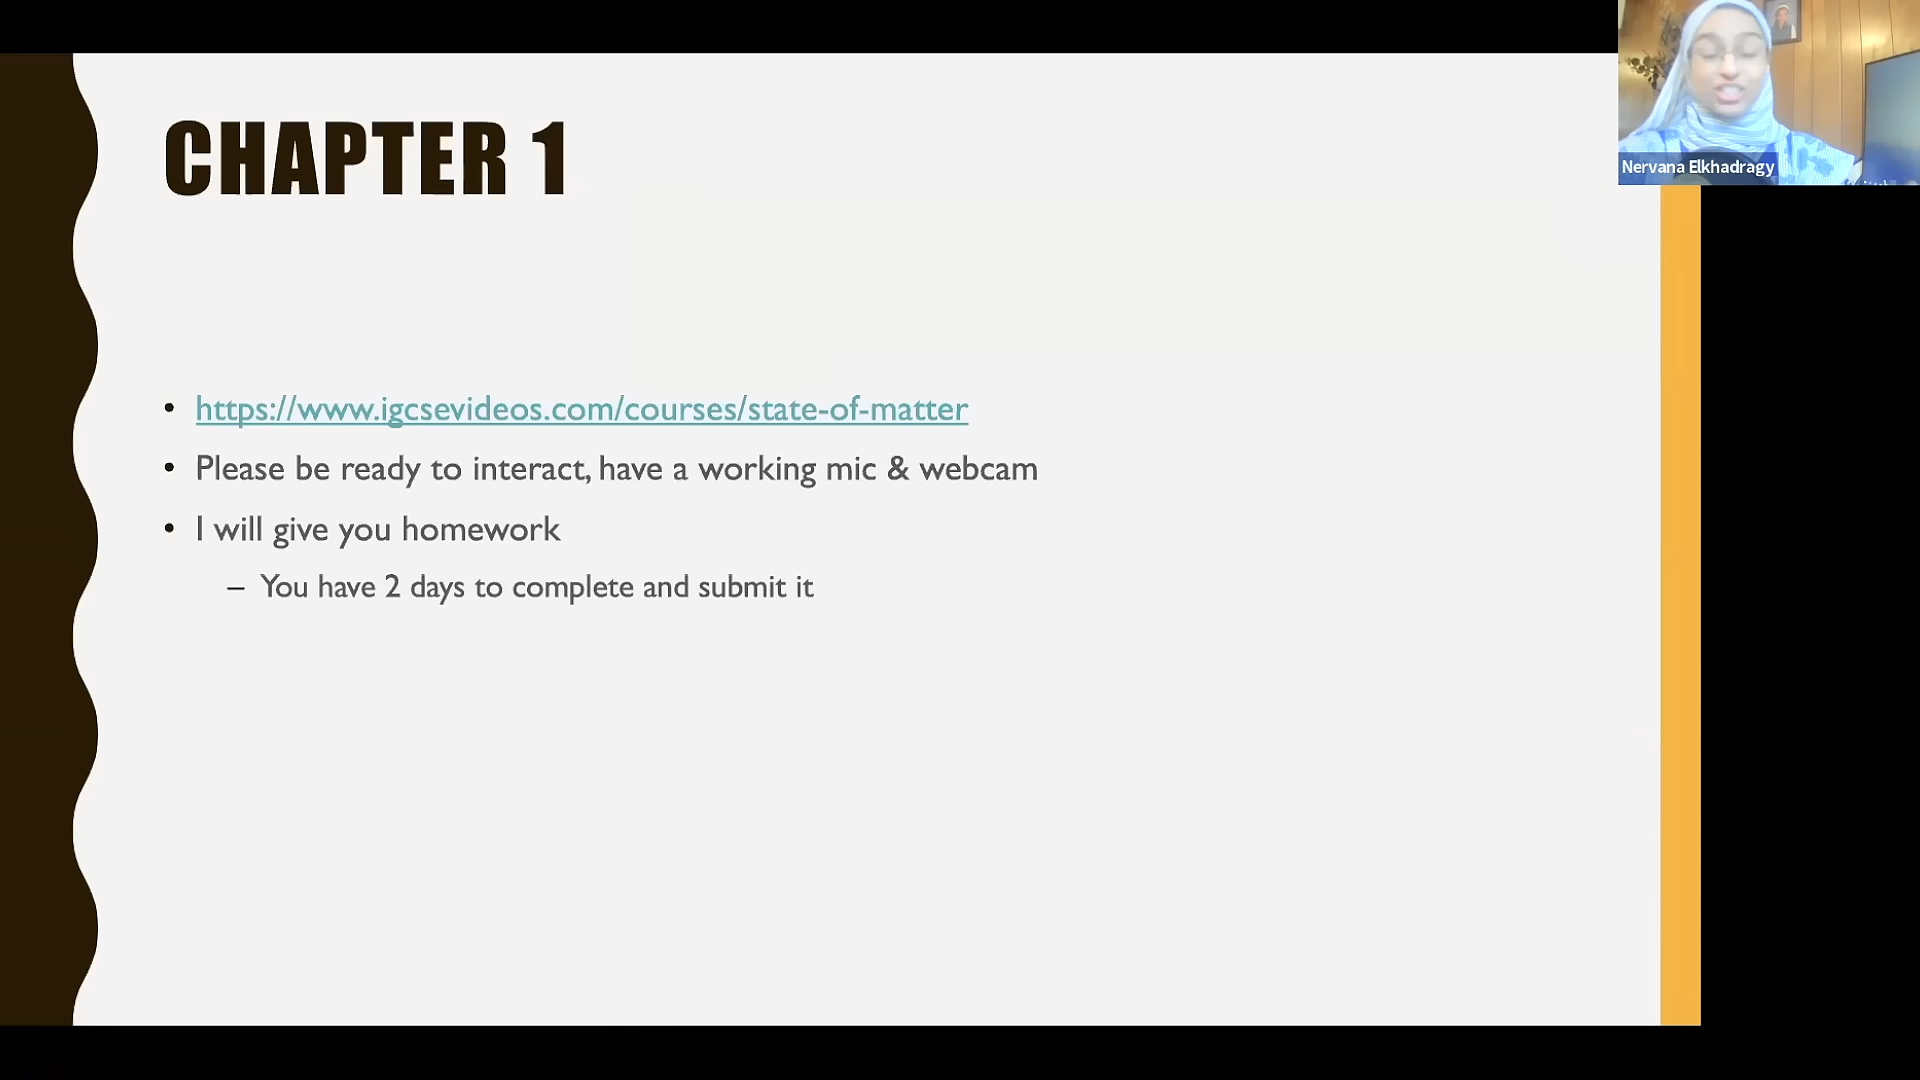 CHAPTER 1
• https://www.igcsevideos.com/courses/state-of-matter
• Please be ready to interact, have a working mic & webcam
• I will give you homework
– You have 2 days to complete and submit it
Nervana Elkhadragy